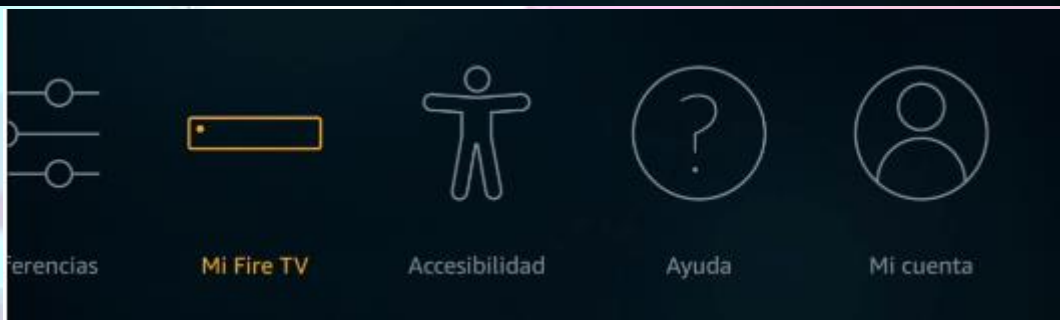 ferencias
Mi Fire TV
Accesibilidad
Ayuda
Mi cuenta